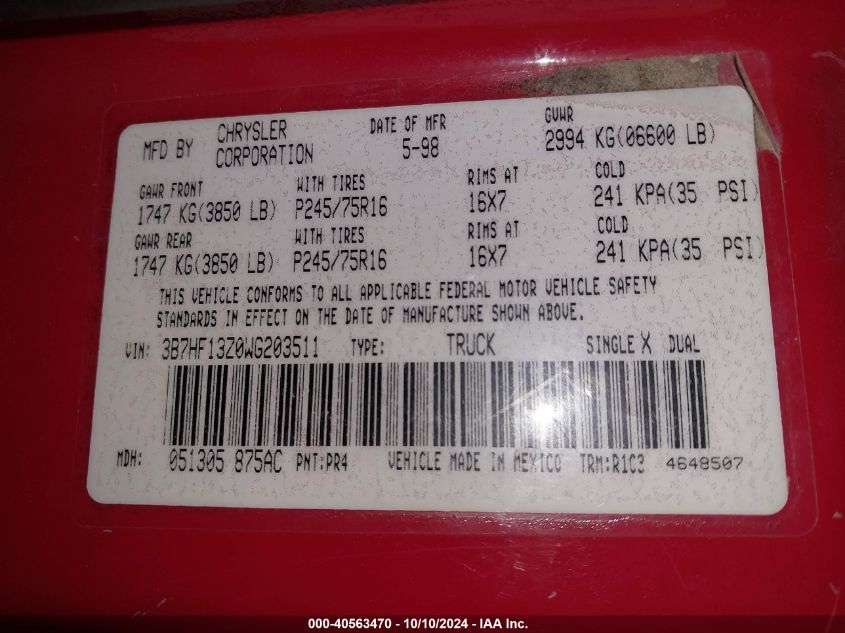 MFD BY CHRYSLER CORPORATION DATE OF MFR 5-98 GVWR 2994 KG(06600 LB)
GAWR FRONT WITH TIRES RIMS AT COLD
1747 KG(3850 LB) P245/75R16 16X7 241 KPA(35 PSI)
GAWR REAR WITH TIRES RIMS AT COLD
1747 KG(3850 LB) P245/75R16 16X7 241 KPA(35 PSI)
THIS VEHICLE CONFORMS TO ALL APPLICABLE FEDERAL MOTOR VEHICLE SAFETY
STANDARDS IN EFFECT ON THE DATE OF MANUFACTURE SHOWN ABOVE.
VIN: 3B7HF13Z0WG203511 TYPE: TRUCK SINGLE X DUAL
MDH: 051305 875AC PNT:PR4 VEHICLE MADE IN MEXICO TRM:R1C3 4648507
000-40563470 - 10/10/2024 - IAA Inc.